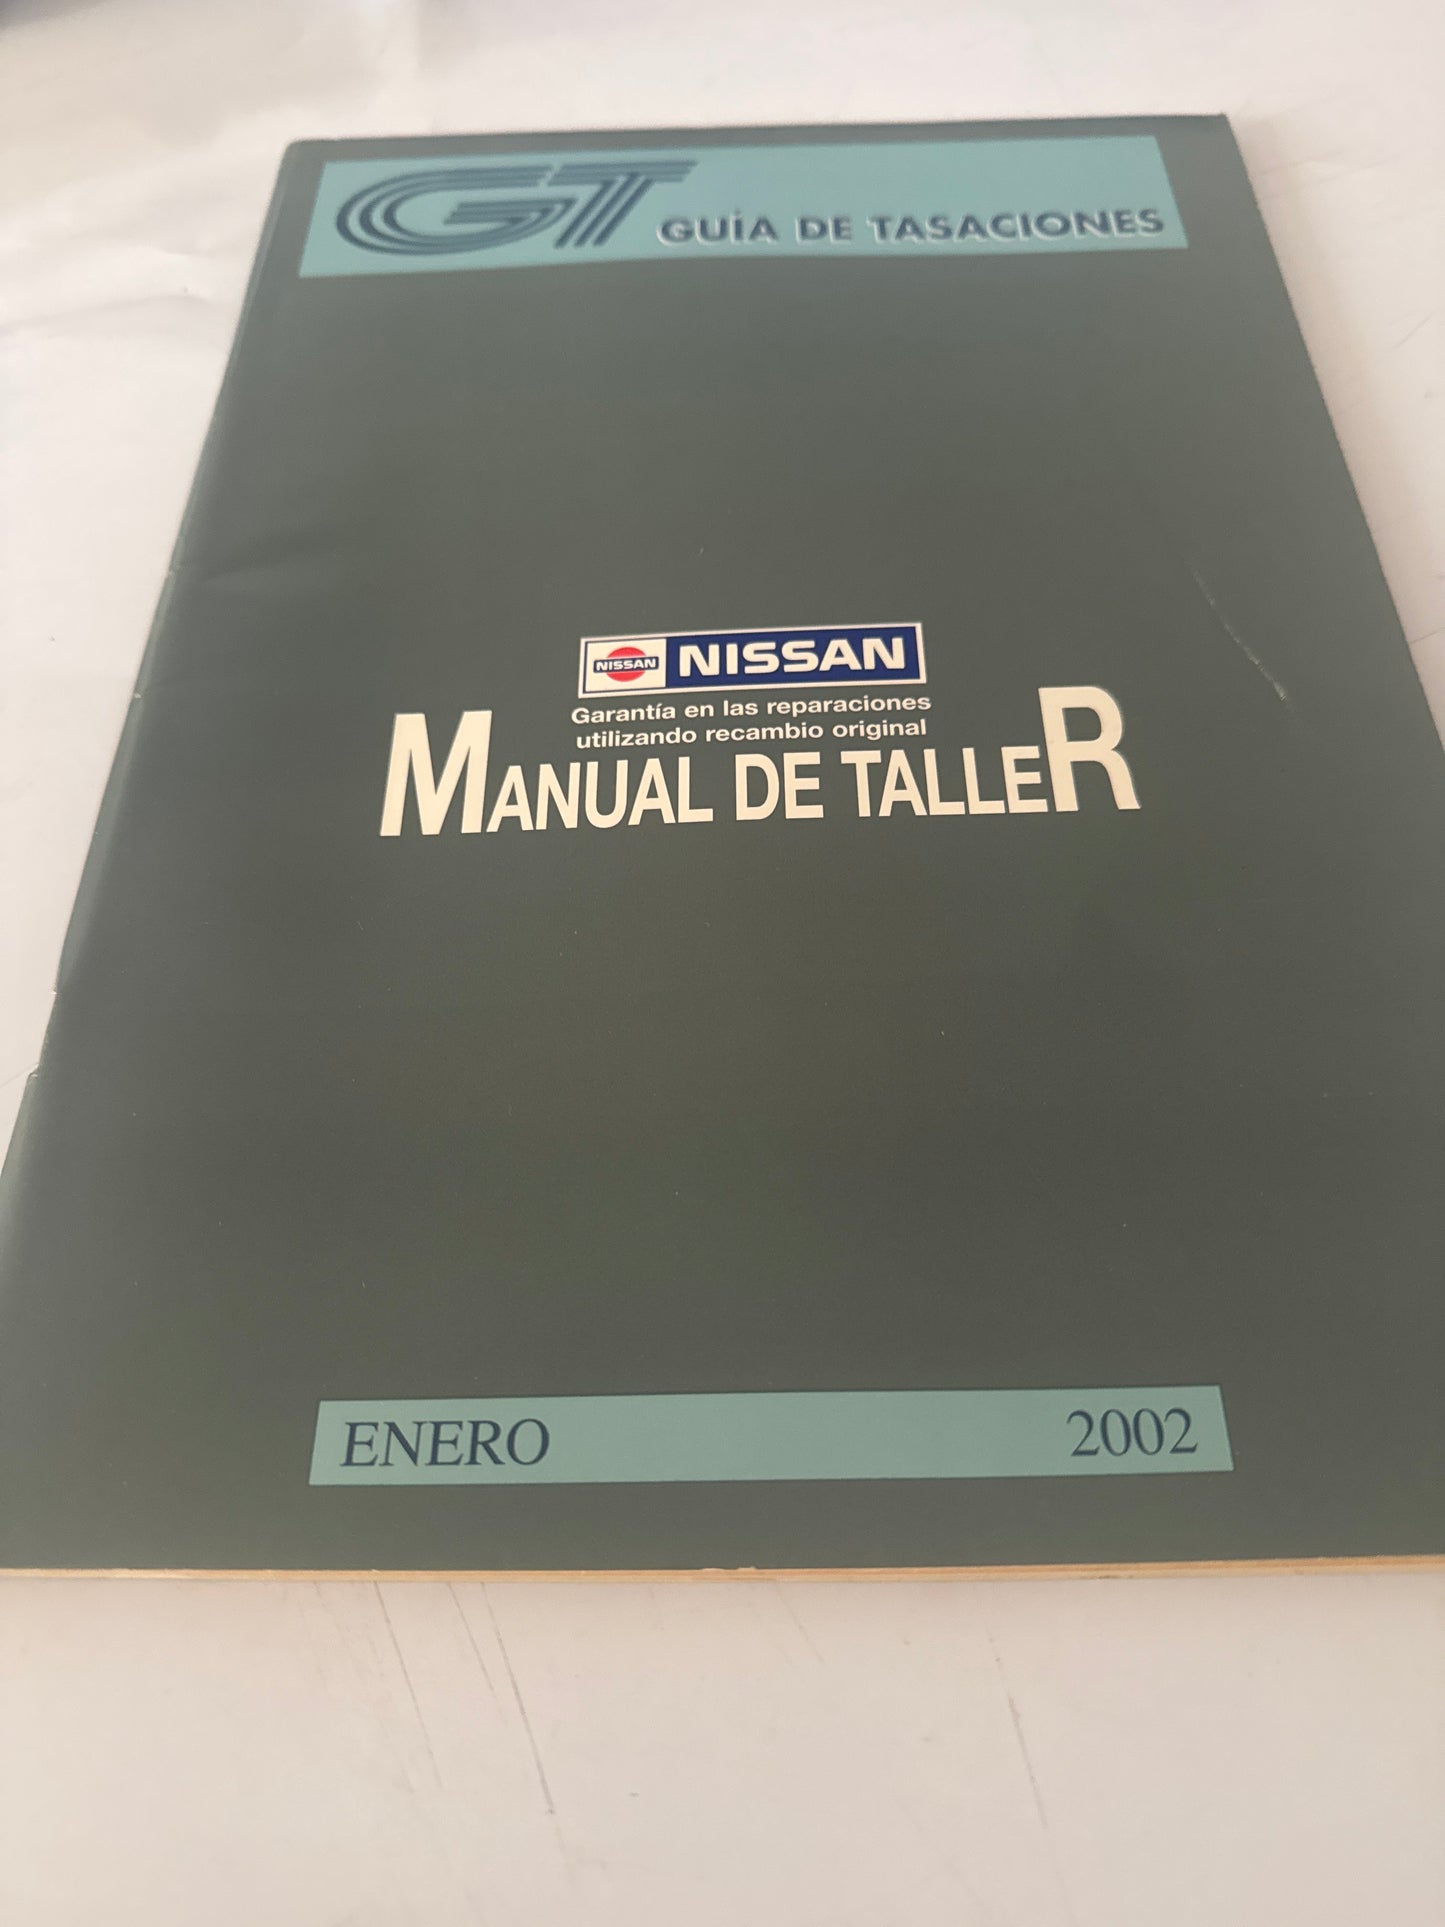 GT GUÍA DE TASACIONES
NISSAN NISSAN
Garantía en las reparaciones
utilizando recambio original
MANUAL DE TALLER
ENERO 2002